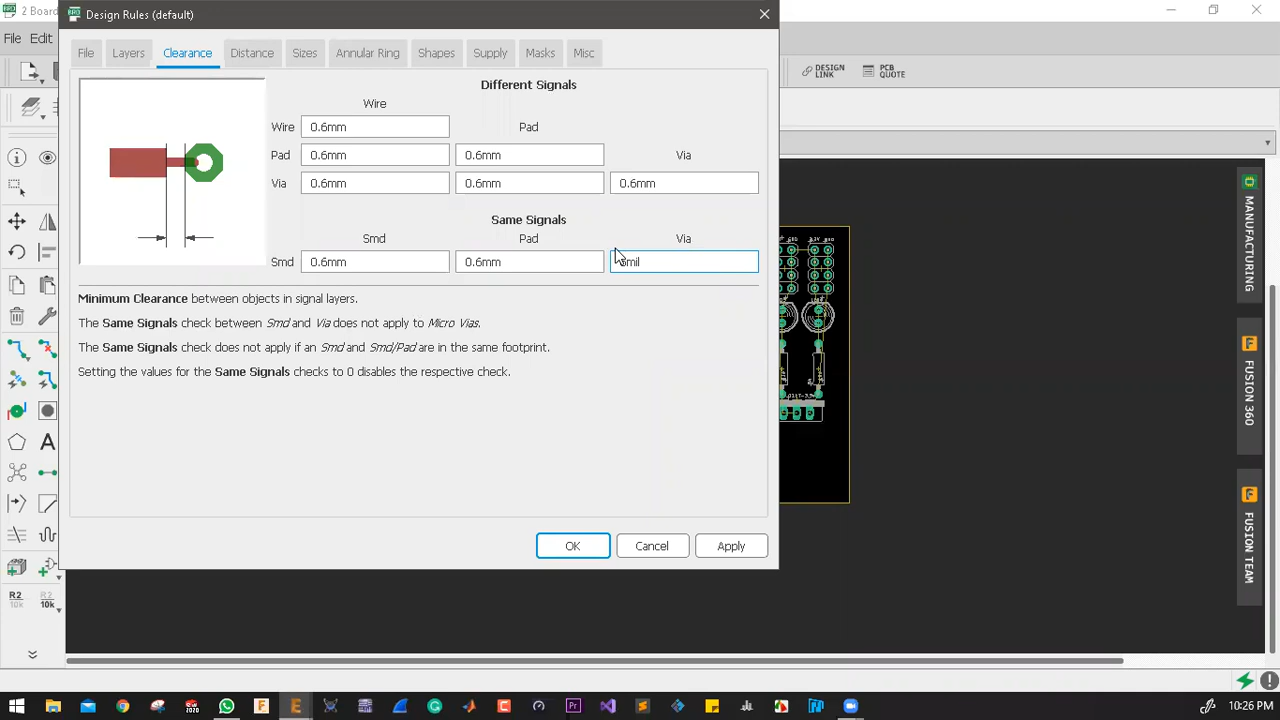 2 Board
Design Rules (default)
File Edit
File Layers Clearance Distance Sizes Annular Ring Shapes Supply Masks Misc
DESIGN LINK
PCB QUOTE
Different Signals
Wire
Wire 0.6mm Pad
Pad 0.6mm 0.6mm Via
Via 0.6mm 0.6mm 0.6mm
Same Signals
Smd Pad Via
Smd 0.6mm 0.6mm
Minimum Clearance between objects in signal layers.
The Same Signals check between Smd and Via does not apply to Micro Vias.
The Same Signals check does not apply if an Smd and Smd/Pad are in the same footprint.
Setting the values for the Same Signals checks to 0 disables the respective check.
OK Cancel Apply
MANUFACTURING
FUSION 360
FUSION TEAM
R2 10k
R2 10k
10:26 PM